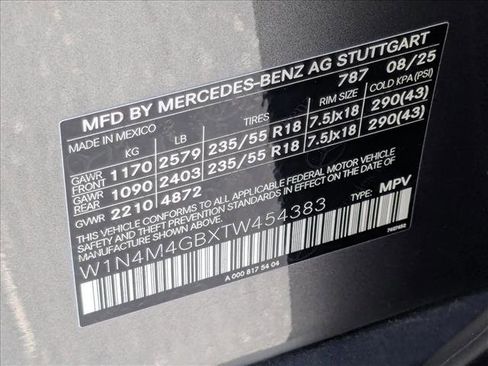 MFD BY MERCEDES-BENZ AG STUTTGART
MADE IN MEXICO 787 08/25
KG LB TIRES RIM SIZE COLD KPA(PSI)
GAWR FRONT 1170 2579 235/55 R18 7.5Jx18 290(43)
GAWR REAR 1090 2403 235/55 R18 7.5Jx18 290(43)
GVWR 2210 4872
THIS VEHICLE CONFORMS TO ALL APPLICABLE FEDERAL MOTOR VEHICLE
SAFETY, BUMPER, AND THEFT PREVENTION STANDARDS IN EFFECT ON THE
DATE OF MANUFACTURE SHOWN ABOVE.
W1N4M4GBXTW454383 TYPE: MPV
A 000 817 54 04